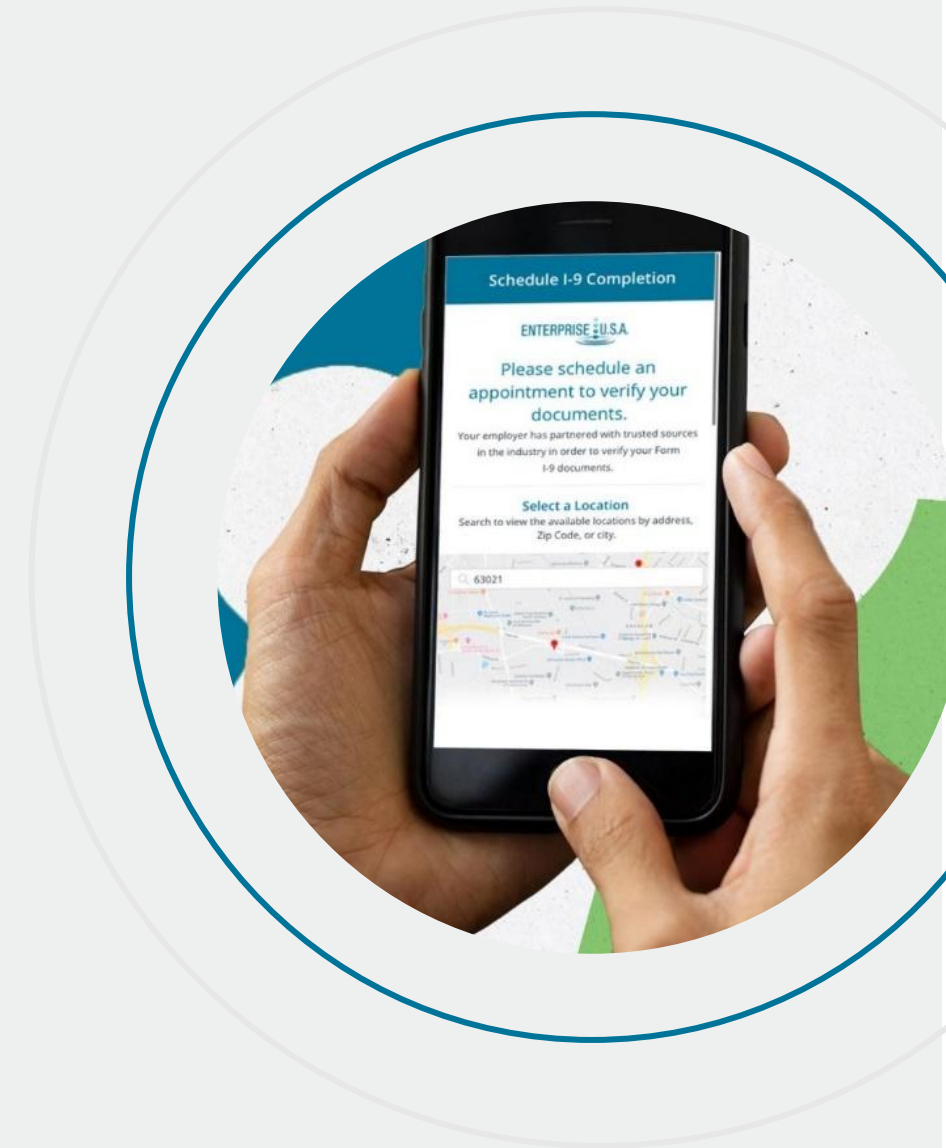 Schedule I-9 Completion
ENTERPRISE U.S.A.
Please schedule an
appointment to verify your
documents.
Your employer has partnered with trusted sources
in the industry in order to verify your Form
I-9 documents.
Select a Location
Search to view the available locations by address,
Zip Code, or city.
63021